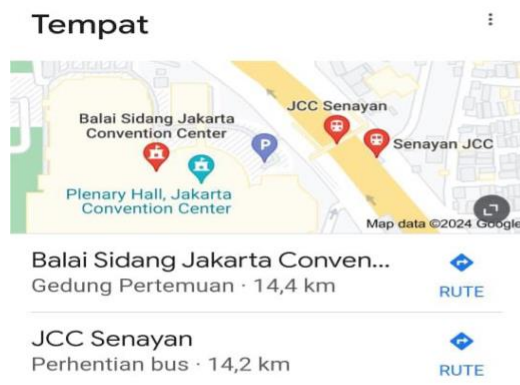 Tempat
JCC Senayan
Balai Sidang Jakarta
Convention Center
P
Senayan JCC
Plenary Hall, Jakarta
Convention Center
Map data ©2024 Google
Balai Sidang Jakarta Conven...
Gedung Pertemuan · 14,4 km
RUTE
JCC Senayan
Perhentian bus · 14,2 km
RUTE